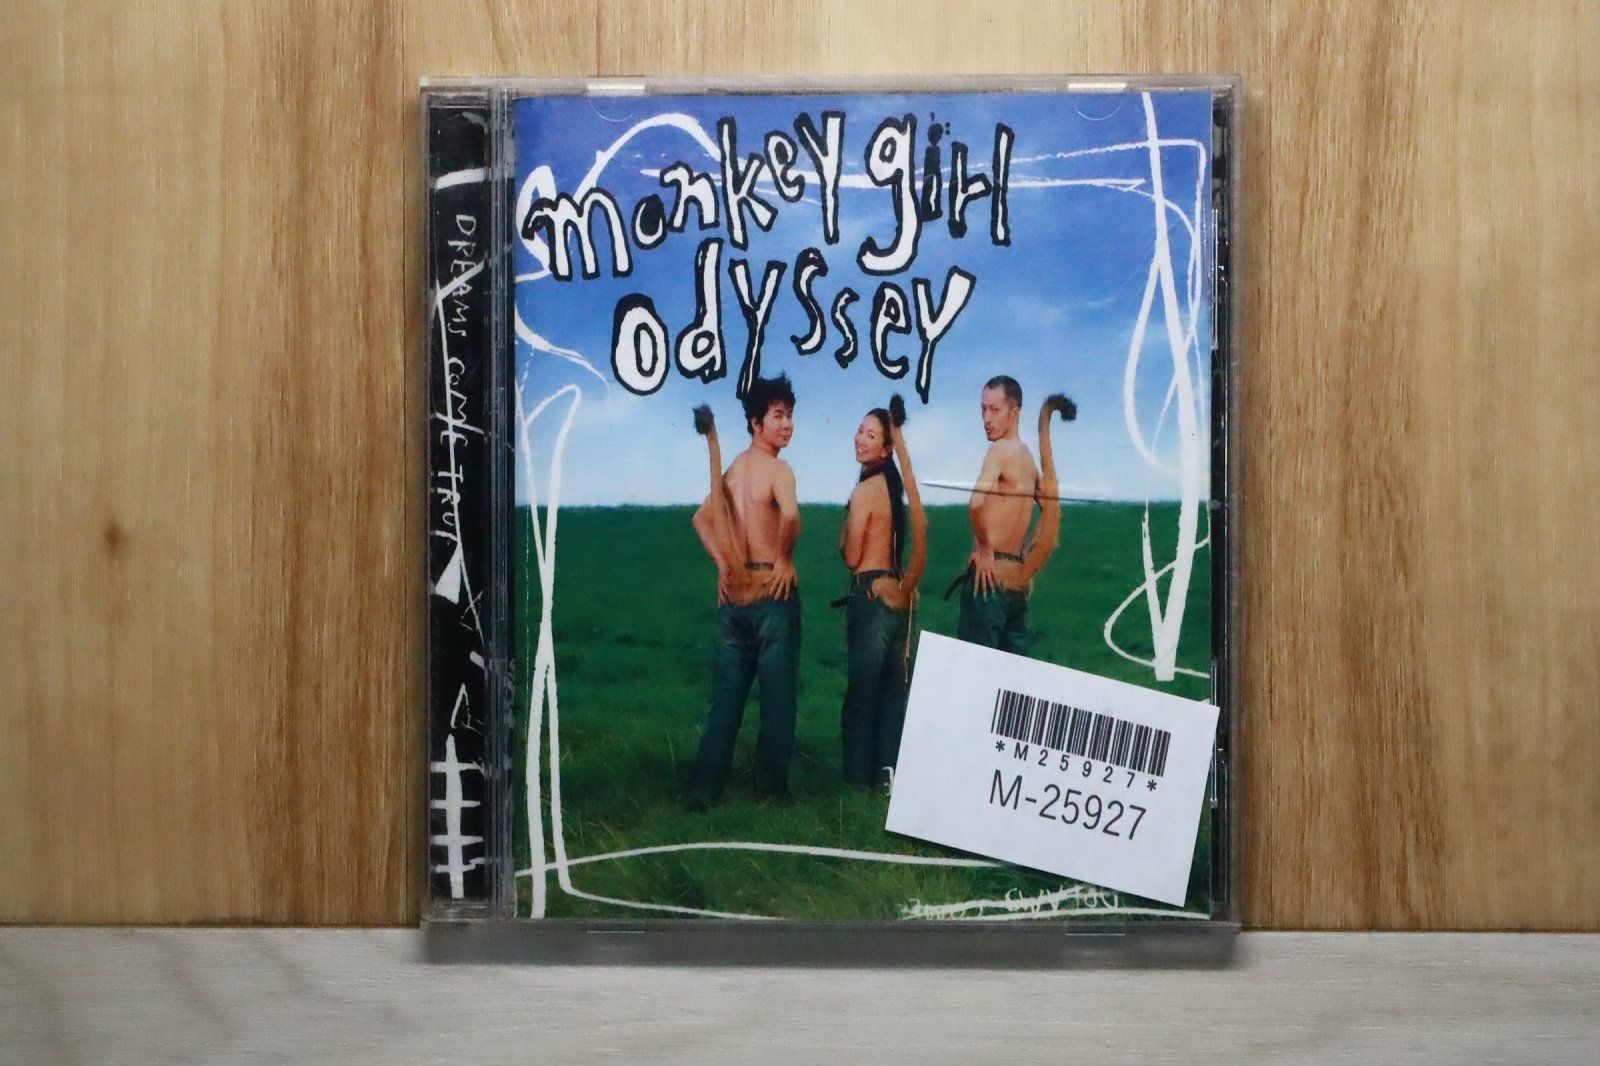 monkey girl
odyssey
DREAMS COME TRUE
*M25927*
M-25927